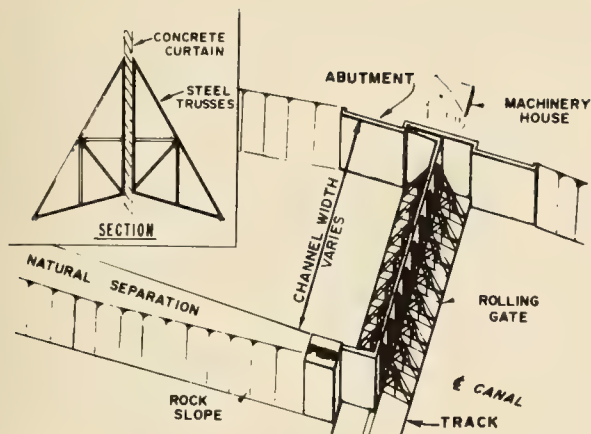 CONCRETE
CURTAIN
STEEL
TRUSSES
SECTION
ABUTMENT
MACHINERY
HOUSE
CHANNEL WIDTH
VARIES
NATURAL SEPARATION
ROLLING
GATE
℄ CANAL
ROCK
SLOPE
TRACK